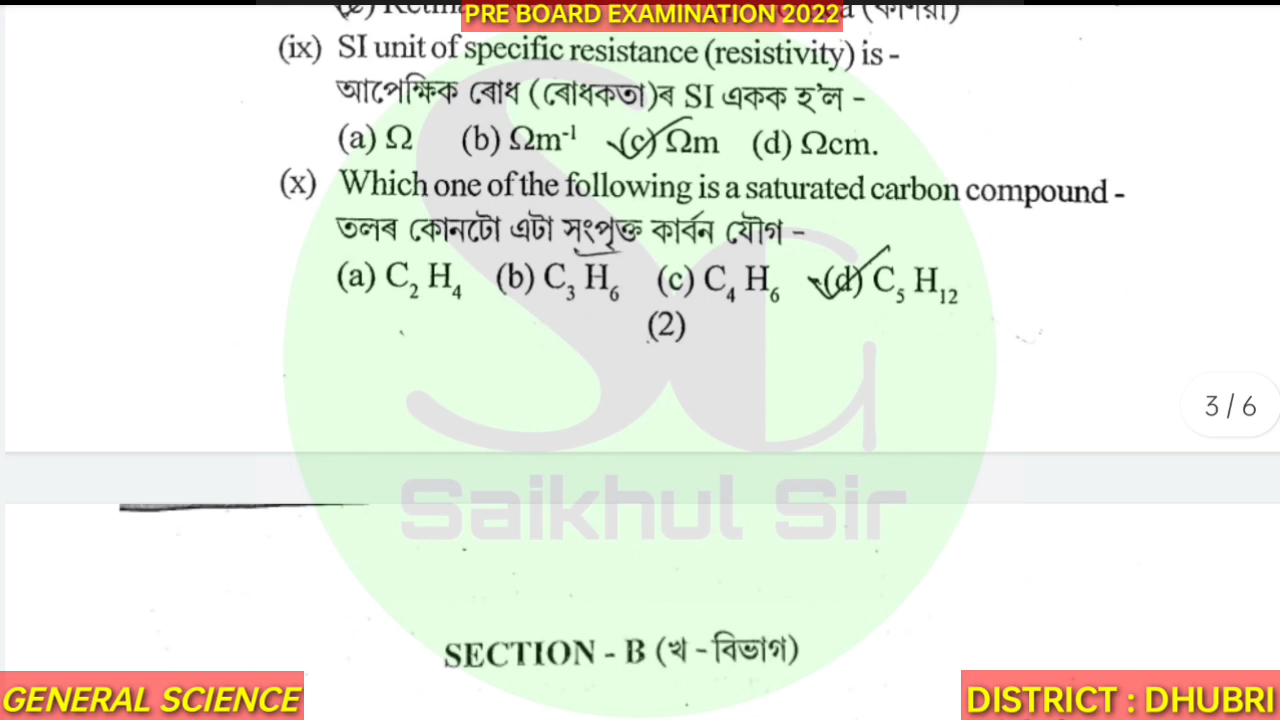 PRE BOARD EXAMINATION 2022
(ix) SI unit of specific resistance (resistivity) is -
আপেক্ষিক ৰোধ (ৰোধকতা)ৰ SI একক হ'ল -
(a) Ω (b) Ωm⁻¹ (c) Ωm (d) Ωcm.
(x) Which one of the following is a saturated carbon compound -
তলৰ কোনটো এটা সংপৃক্ত কাৰ্বন যৌগ -
(a) C₂ H₄ (b) C₃ H₆ (c) C₄ H₆ (d) C₅ H₁₂
(2)
3 / 6
Saikhul Sir
SECTION - B (খ - বিভাগ)
GENERAL SCIENCE
DISTRICT : DHUBRI